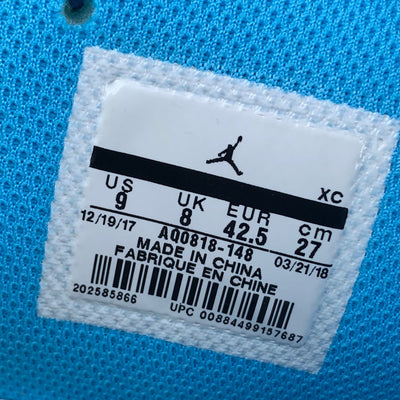 XC
US UK EUR cm
9 8 42.5 27
12/19/17 AQ0818-148 03/21/18
MADE IN CHINA
FABRIQUE EN CHINE
202585866
UPC 00884499157687